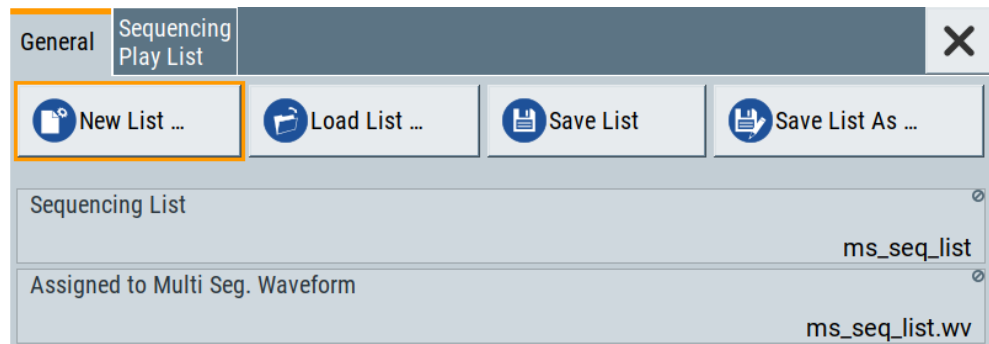 General
Sequencing
Play List
New List ...
Load List ...
Save List
Save List As ...
Sequencing List
ms_seq_list
Assigned to Multi Seg. Waveform
ms_seq_list.wv